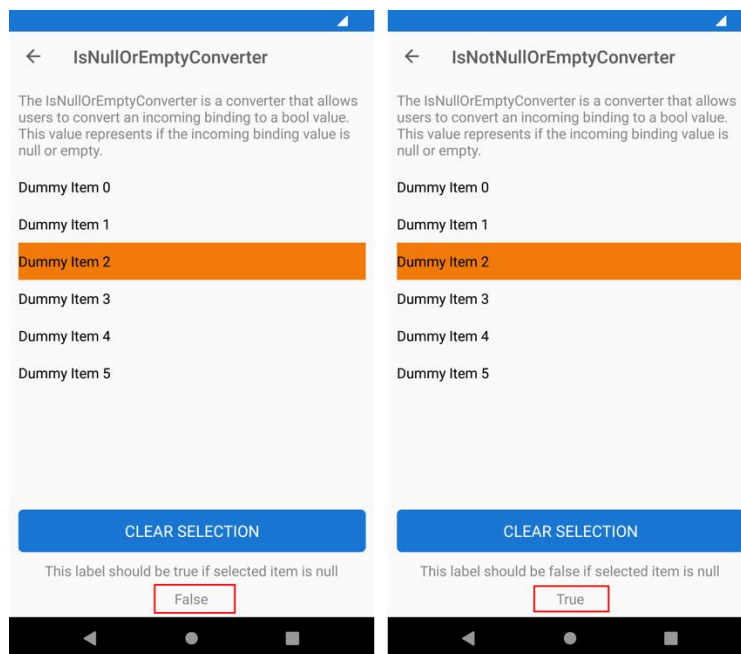 IsNullOrEmptyConverter
The IsNullOrEmptyConverter is a converter that allows
users to convert an incoming binding to a bool value.
This value represents if the incoming binding value is
null or empty.
Dummy Item 0
Dummy Item 1
Dummy Item 2
Dummy Item 3
Dummy Item 4
Dummy Item 5
CLEAR SELECTION
This label should be true if selected item is null
False
IsNotNullOrEmptyConverter
The IsNullOrEmptyConverter is a converter that allows
users to convert an incoming binding to a bool value.
This value represents if the incoming binding value is
null or empty.
Dummy Item 0
Dummy Item 1
Dummy Item 2
Dummy Item 3
Dummy Item 4
Dummy Item 5
CLEAR SELECTION
This label should be false if selected item is null
True